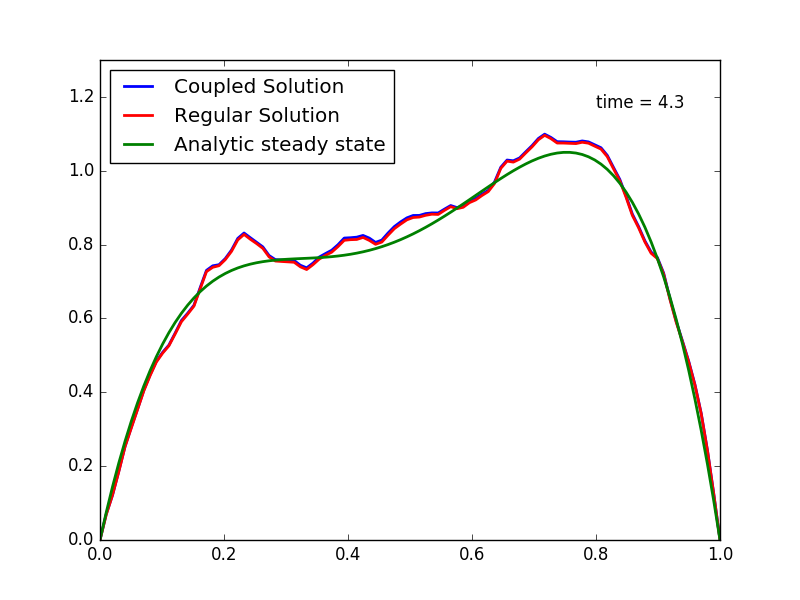 Coupled Solution
Regular Solution
Analytic steady state
time = 4.3
1.2
1.0
0.8
0.6
0.4
0.2
0.0
0.0 0.2 0.4 0.6 0.8 1.0